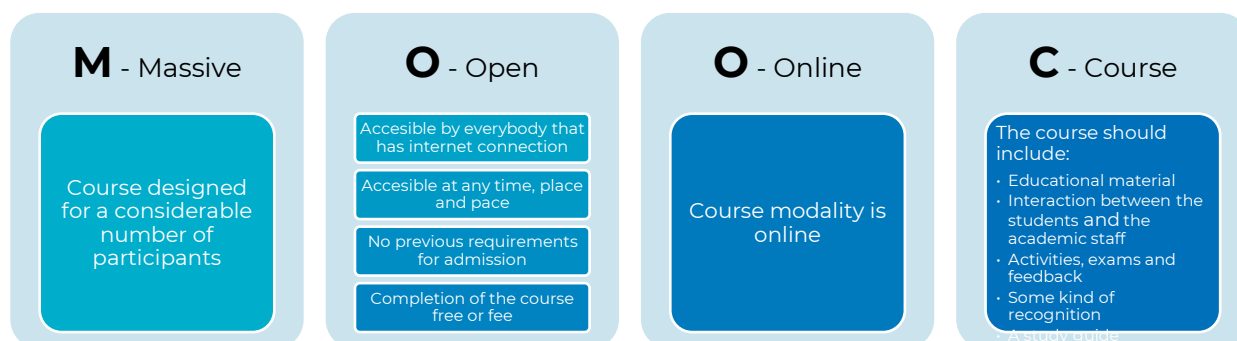 M - Massive
Course designed
for a considerable
number of
participants
O - Open
Accesible by everybody that
has internet connection
Accesible at any time, place
and pace
No previous requirements
for admission
Completion of the course
free or fee
O - Online
Course modality is
online
C - Course
The course should
include:
• Educational material
• Interaction between the
students and the
academic staff
• Activities, exams and
feedback
• Some kind of
recognition
• A study guide